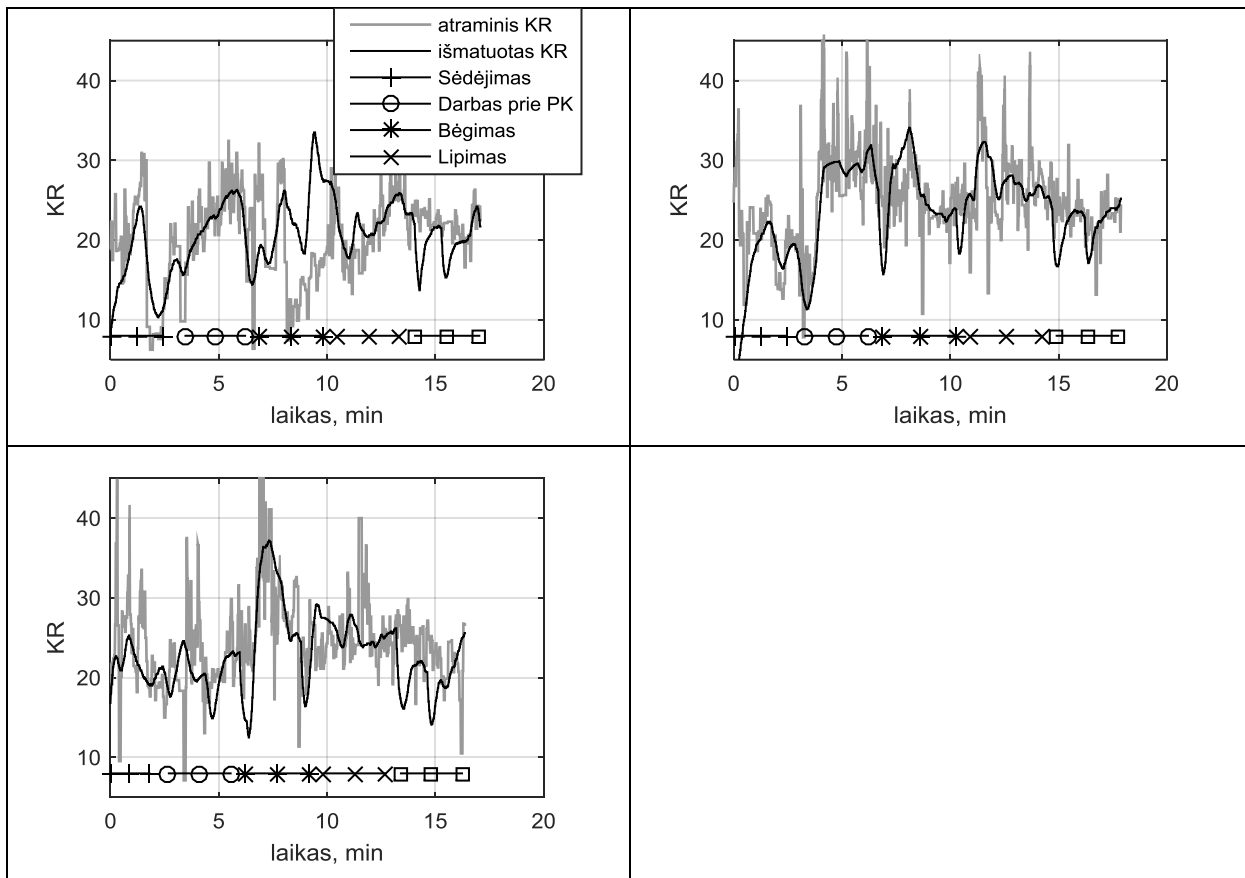 atraminis KR
išmatuotas KR
Sėdėjimas
Darbas prie PK
Bėgimas
Lipimas
40
30
20
10
KR
0 5 10 15 20
laikas, min
40
30
20
10
KR
0 5 10 15 20
laikas, min
40
30
20
10
KR
0 5 10 15 20
laikas, min